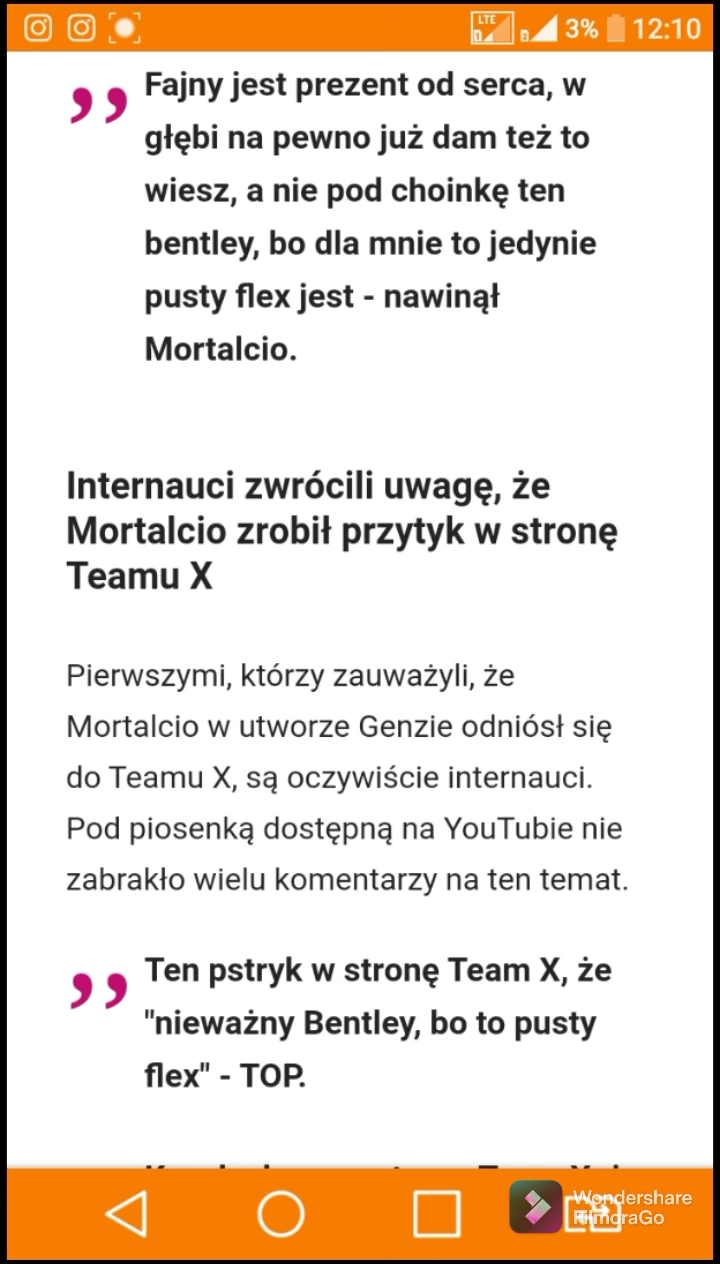 LTE 1 2 3% 12:10
,, Fajny jest prezent od serca, w
głębi na pewno już dam też to
wiesz, a nie pod choinkę ten
bentley, bo dla mnie to jedynie
pusty flex jest - nawinął
Mortalcio.
Internauci zwrócili uwagę, że
Mortalcio zrobił przytyk w stronę
Teamu X
Pierwszymi, którzy zauważyli, że
Mortalcio w utworze Genzie odniósł się
do Teamu X, są oczywiście internauci.
Pod piosenką dostępną na YouTubie nie
zabrakło wielu komentarzy na ten temat.
,, Ten pstryk w stronę Team X, że
"nieważny Bentley, bo to pusty
flex" - TOP.
Wondershare
FilmoraGo